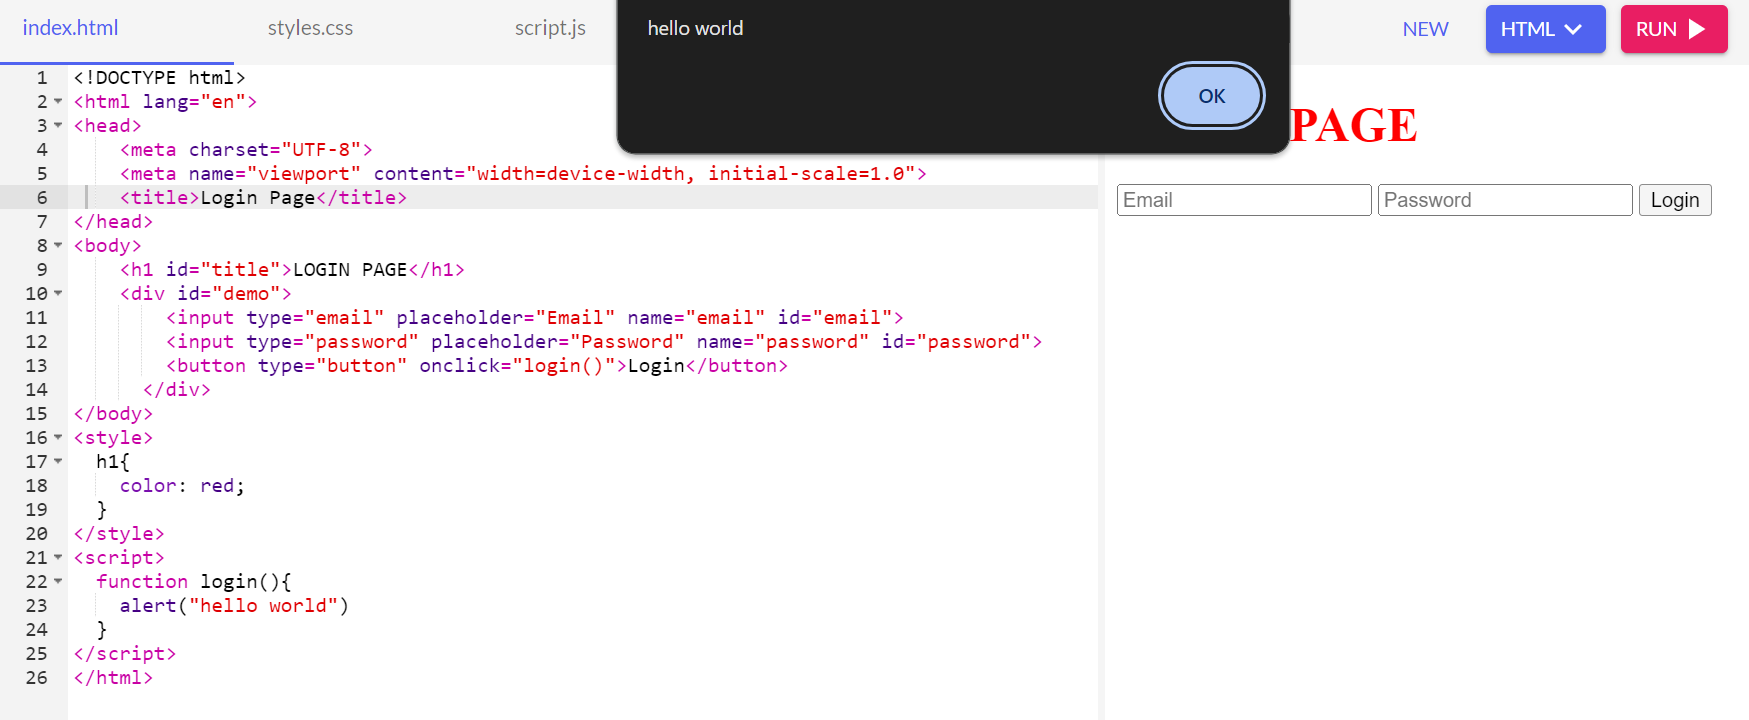 index.html styles.css script.js hello world NEW HTML RUN
OK
PAGE
Email Password Login
1 <!DOCTYPE html>
2 <html lang="en">
3 <head>
4     <meta charset="UTF-8">
5     <meta name="viewport" content="width=device-width, initial-scale=1.0">
6     <title>Login Page</title>
7 </head>
8 <body>
9     <h1 id="title">LOGIN PAGE</h1>
10     <div id="demo">
11         <input type="email" placeholder="Email" name="email" id="email">
12         <input type="password" placeholder="Password" name="password" id="password">
13         <button type="button" onclick="login()">Login</button>
14       </div>
15 </body>
16 <style>
17   h1{
18     color: red;
19   }
20 </style>
21 <script>
22   function login(){
23     alert("hello world")
24   }
25 </script>
26 </html>